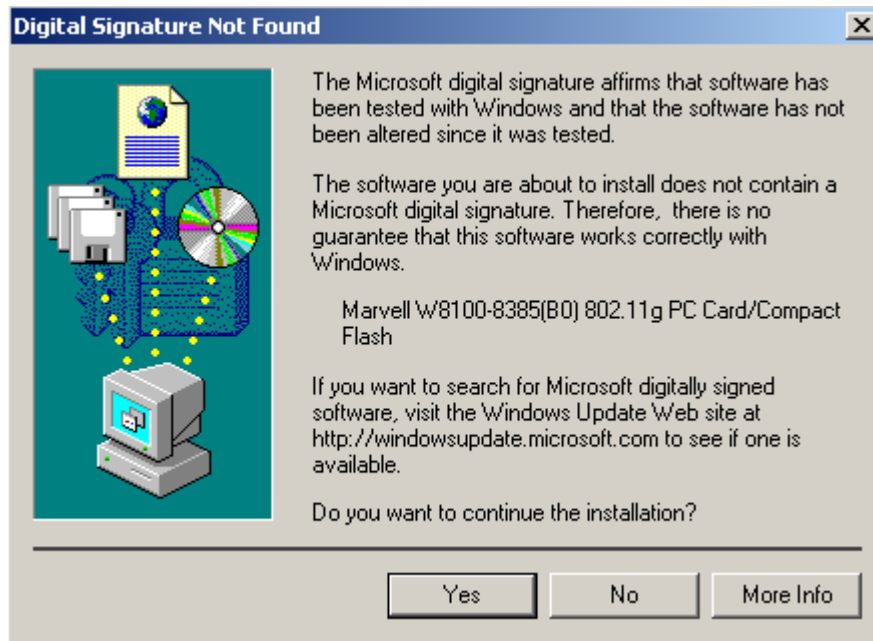 Digital Signature Not Found
The Microsoft digital signature affirms that software has
been tested with Windows and that the software has not
been altered since it was tested.
The software you are about to install does not contain a
Microsoft digital signature. Therefore,  there is no
guarantee that this software works correctly with
Windows.
Marvell W8100-8385(B0) 802.11g PC Card/Compact
Flash
If you want to search for Microsoft digitally signed
software, visit the Windows Update Web site at
http://windowsupdate.microsoft.com to see if one is
available.
Do you want to continue the installation?
Yes No More Info